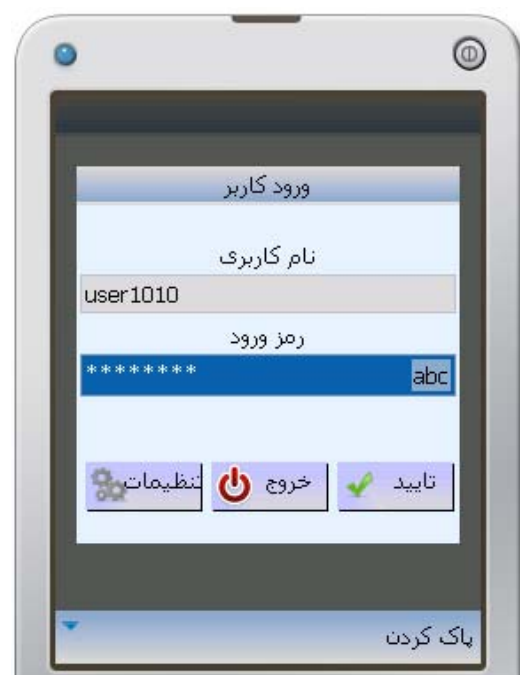 ورود کاربر
نام کاربری
user1010
رمز ورود
******** abc
تایید خروج تنظیمات
پاک کردن